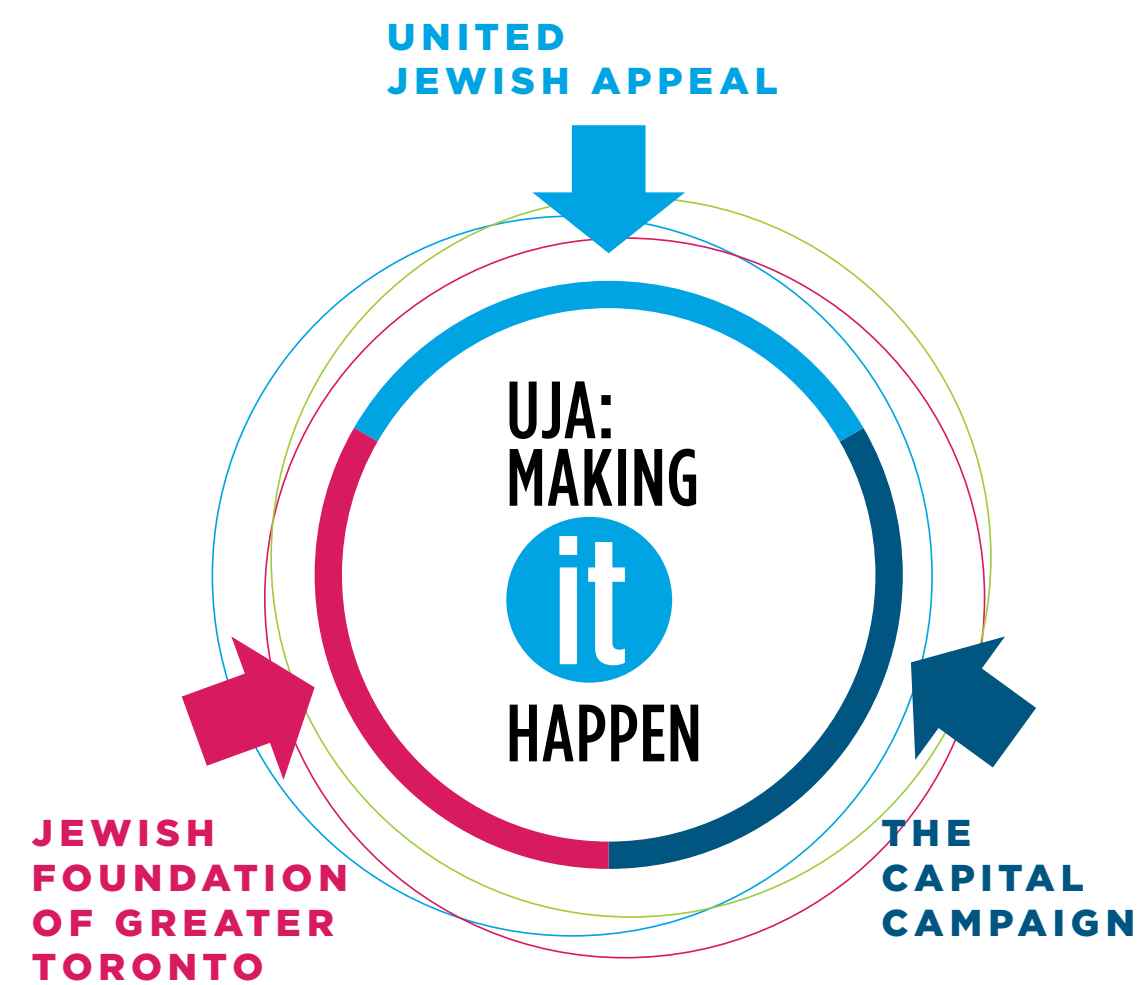 UNITED
JEWISH APPEAL
UJA:
MAKING
it
HAPPEN
JEWISH
FOUNDATION
OF GREATER
TORONTO
THE
CAPITAL
CAMPAIGN